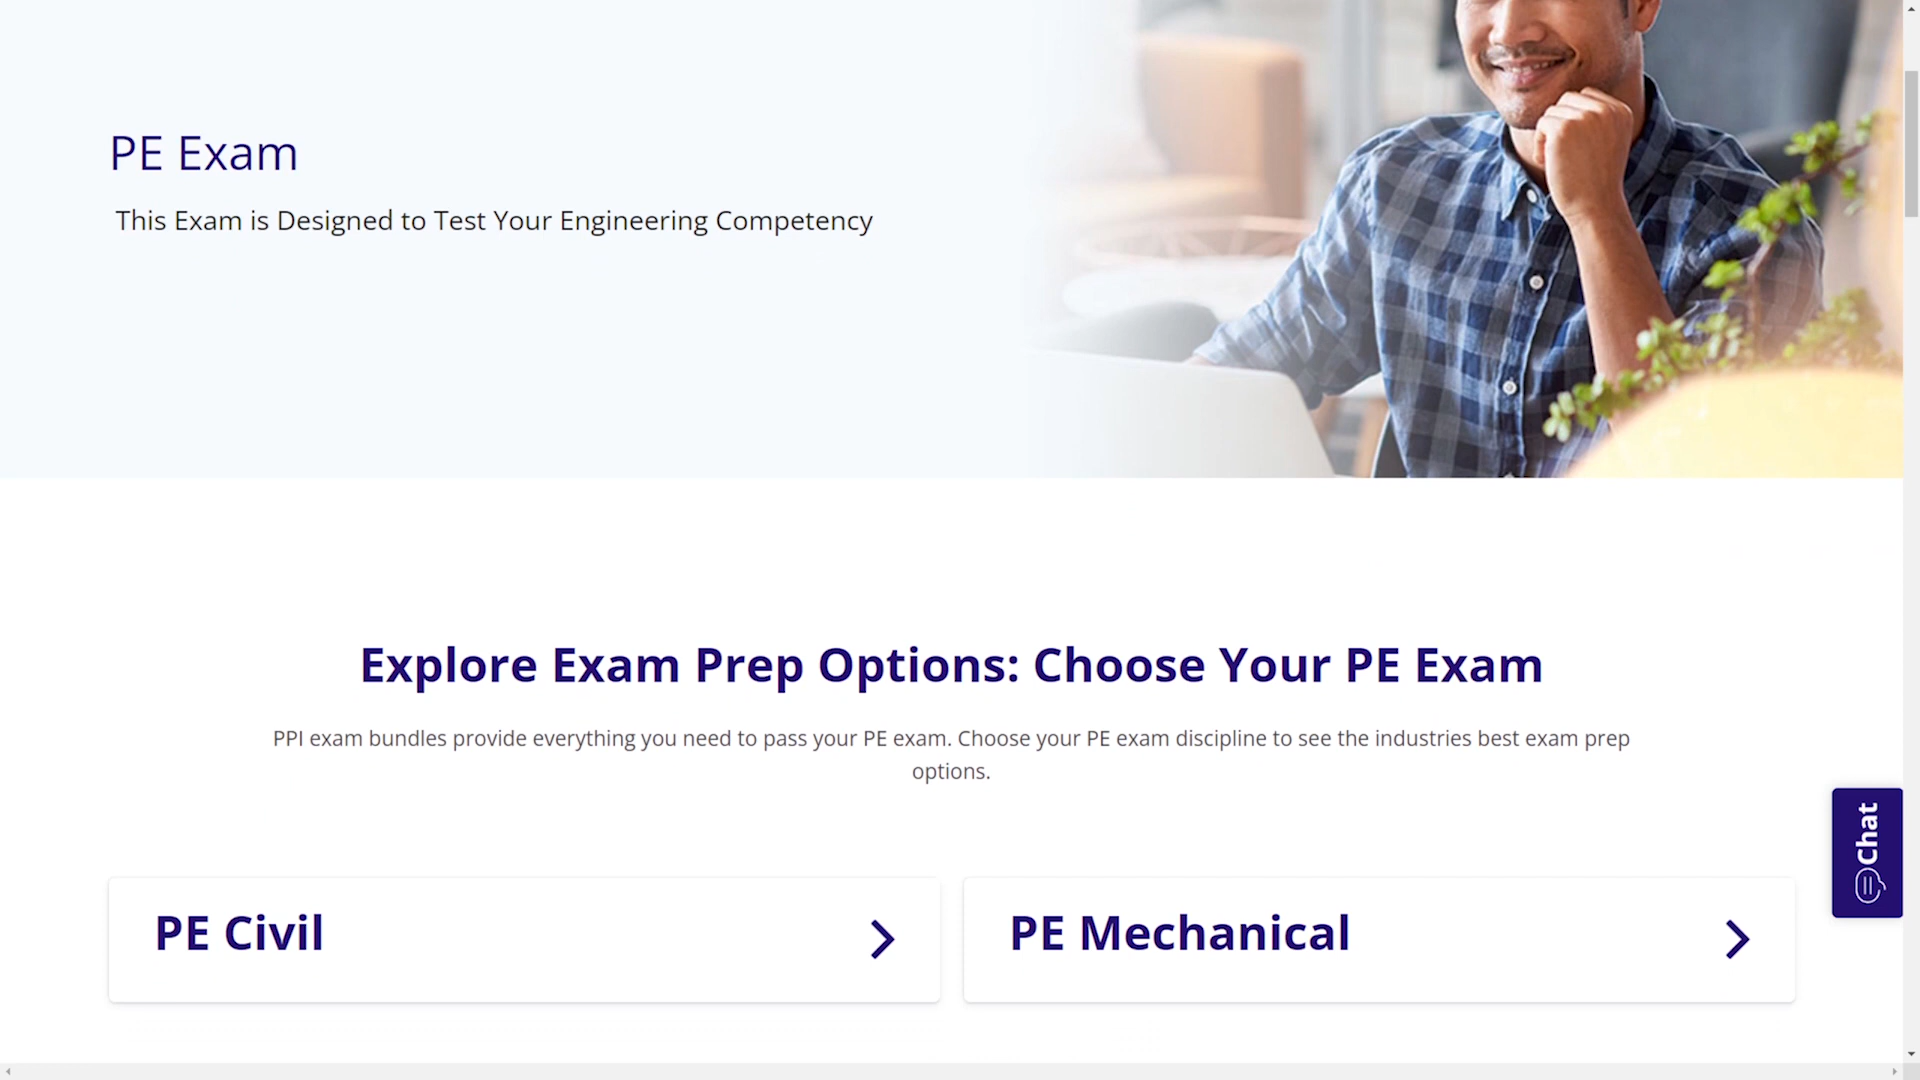 PE Exam
This Exam is Designed to Test Your Engineering Competency
Explore Exam Prep Options: Choose Your PE Exam
PPI exam bundles provide everything you need to pass your PE exam. Choose your PE exam discipline to see the industries best exam prep
options.
Chat
PE Civil
PE Mechanical